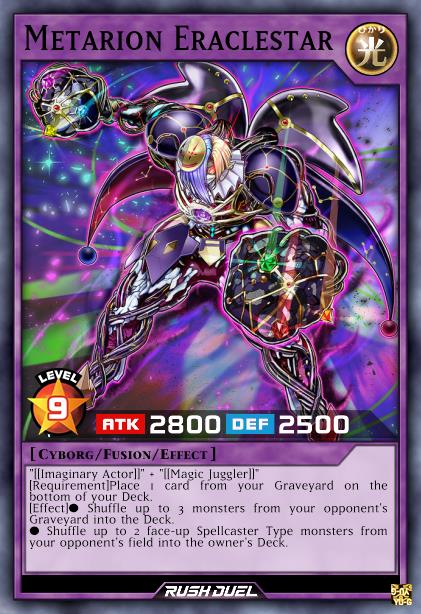 METARION ERACLESTAR
ひかり
光
LEVEL
9
ATK 2800 DEF 2500
[ CYBORG/FUSION/EFFECT ]
"[[Imaginary Actor]]" + "[[Magic Juggler]]"
[Requirement]Place 1 card from your Graveyard on the
bottom of your Deck.
[Effect]● Shuffle up to 3 monsters from your opponent's
Graveyard into the Deck.
● Shuffle up to 2 face-up Spellcaster Type monsters from
your opponent's field into the owner's Deck.
RUSH DUEL